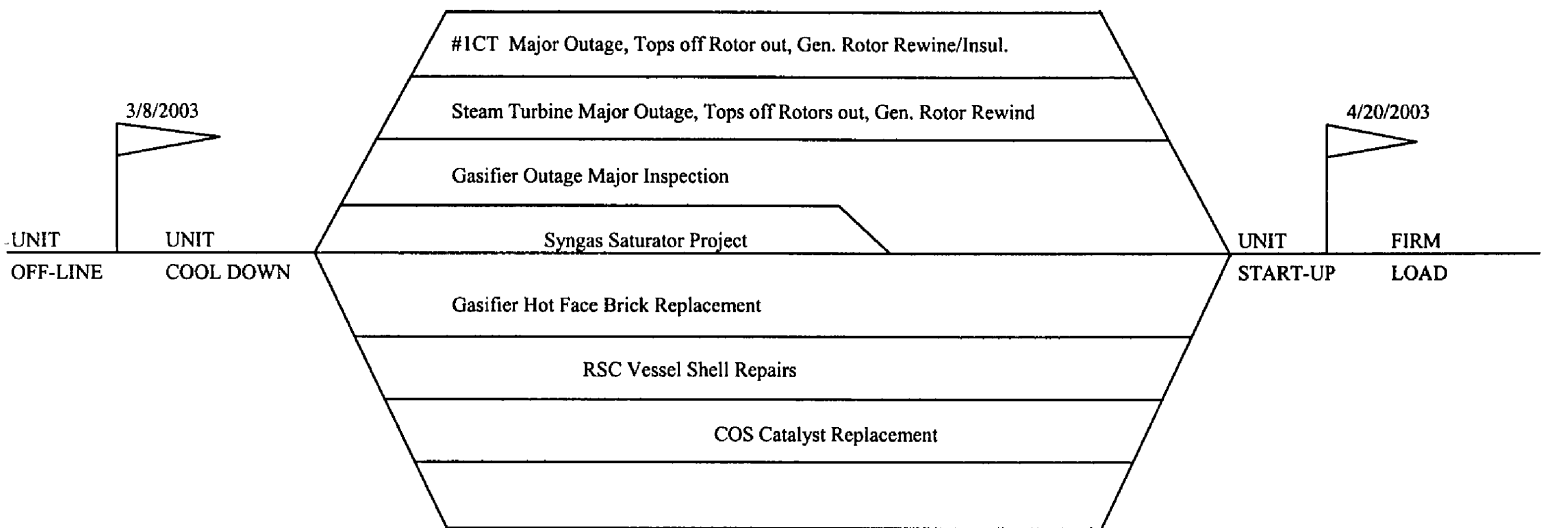 #1CT Major Outage, Tops off Rotor out, Gen. Rotor Rewine/Insul.
3/8/2003
Steam Turbine Major Outage, Tops off Rotors out, Gen. Rotor Rewind
4/20/2003
Gasifier Outage Major Inspection
UNIT
OFF-LINE
UNIT
COOL DOWN
Syngas Saturator Project
UNIT
START-UP
FIRM
LOAD
Gasifier Hot Face Brick Replacement
RSC Vessel Shell Repairs
COS Catalyst Replacement